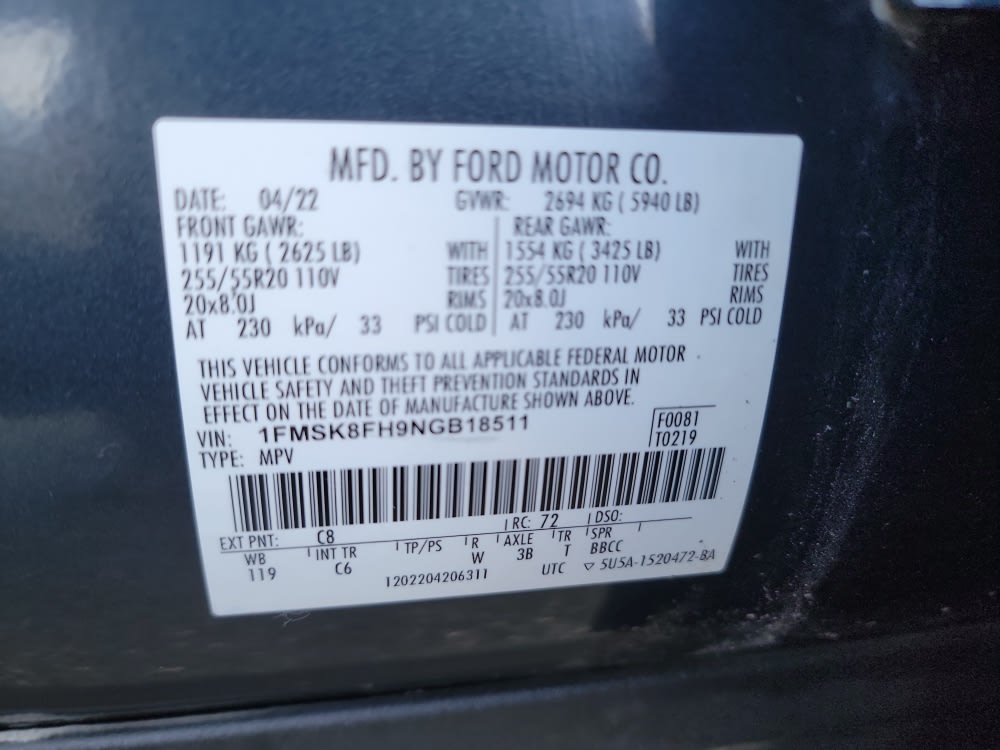 MFD. BY FORD MOTOR CO.
DATE: 04/22 GVWR: 2694 KG ( 5940 LB)
FRONT GAWR: REAR GAWR:
1191 KG ( 2625 LB) WITH 1554 KG ( 3425 LB) WITH
255/55R20 110V TIRES 255/55R20 110V TIRES
20x8.0J RIMS 20x8.0J RIMS
AT 230 kPa/ 33 PSI COLD AT 230 kPa/ 33 PSI COLD
THIS VEHICLE CONFORMS TO ALL APPLICABLE FEDERAL MOTOR
VEHICLE SAFETY AND THEFT PREVENTION STANDARDS IN
EFFECT ON THE DATE OF MANUFACTURE SHOWN ABOVE.
VIN: 1FMSK8FH9NGB18511 F0081
TYPE: MPV T0219
EXT PNT: C8 RC: 72 DSO:
WB INT TR TP/PS R AXLE TR SPR
119 C6 W 3B T BBCC
1202204206311 UTC ▽ 5U5A-1520472-BA